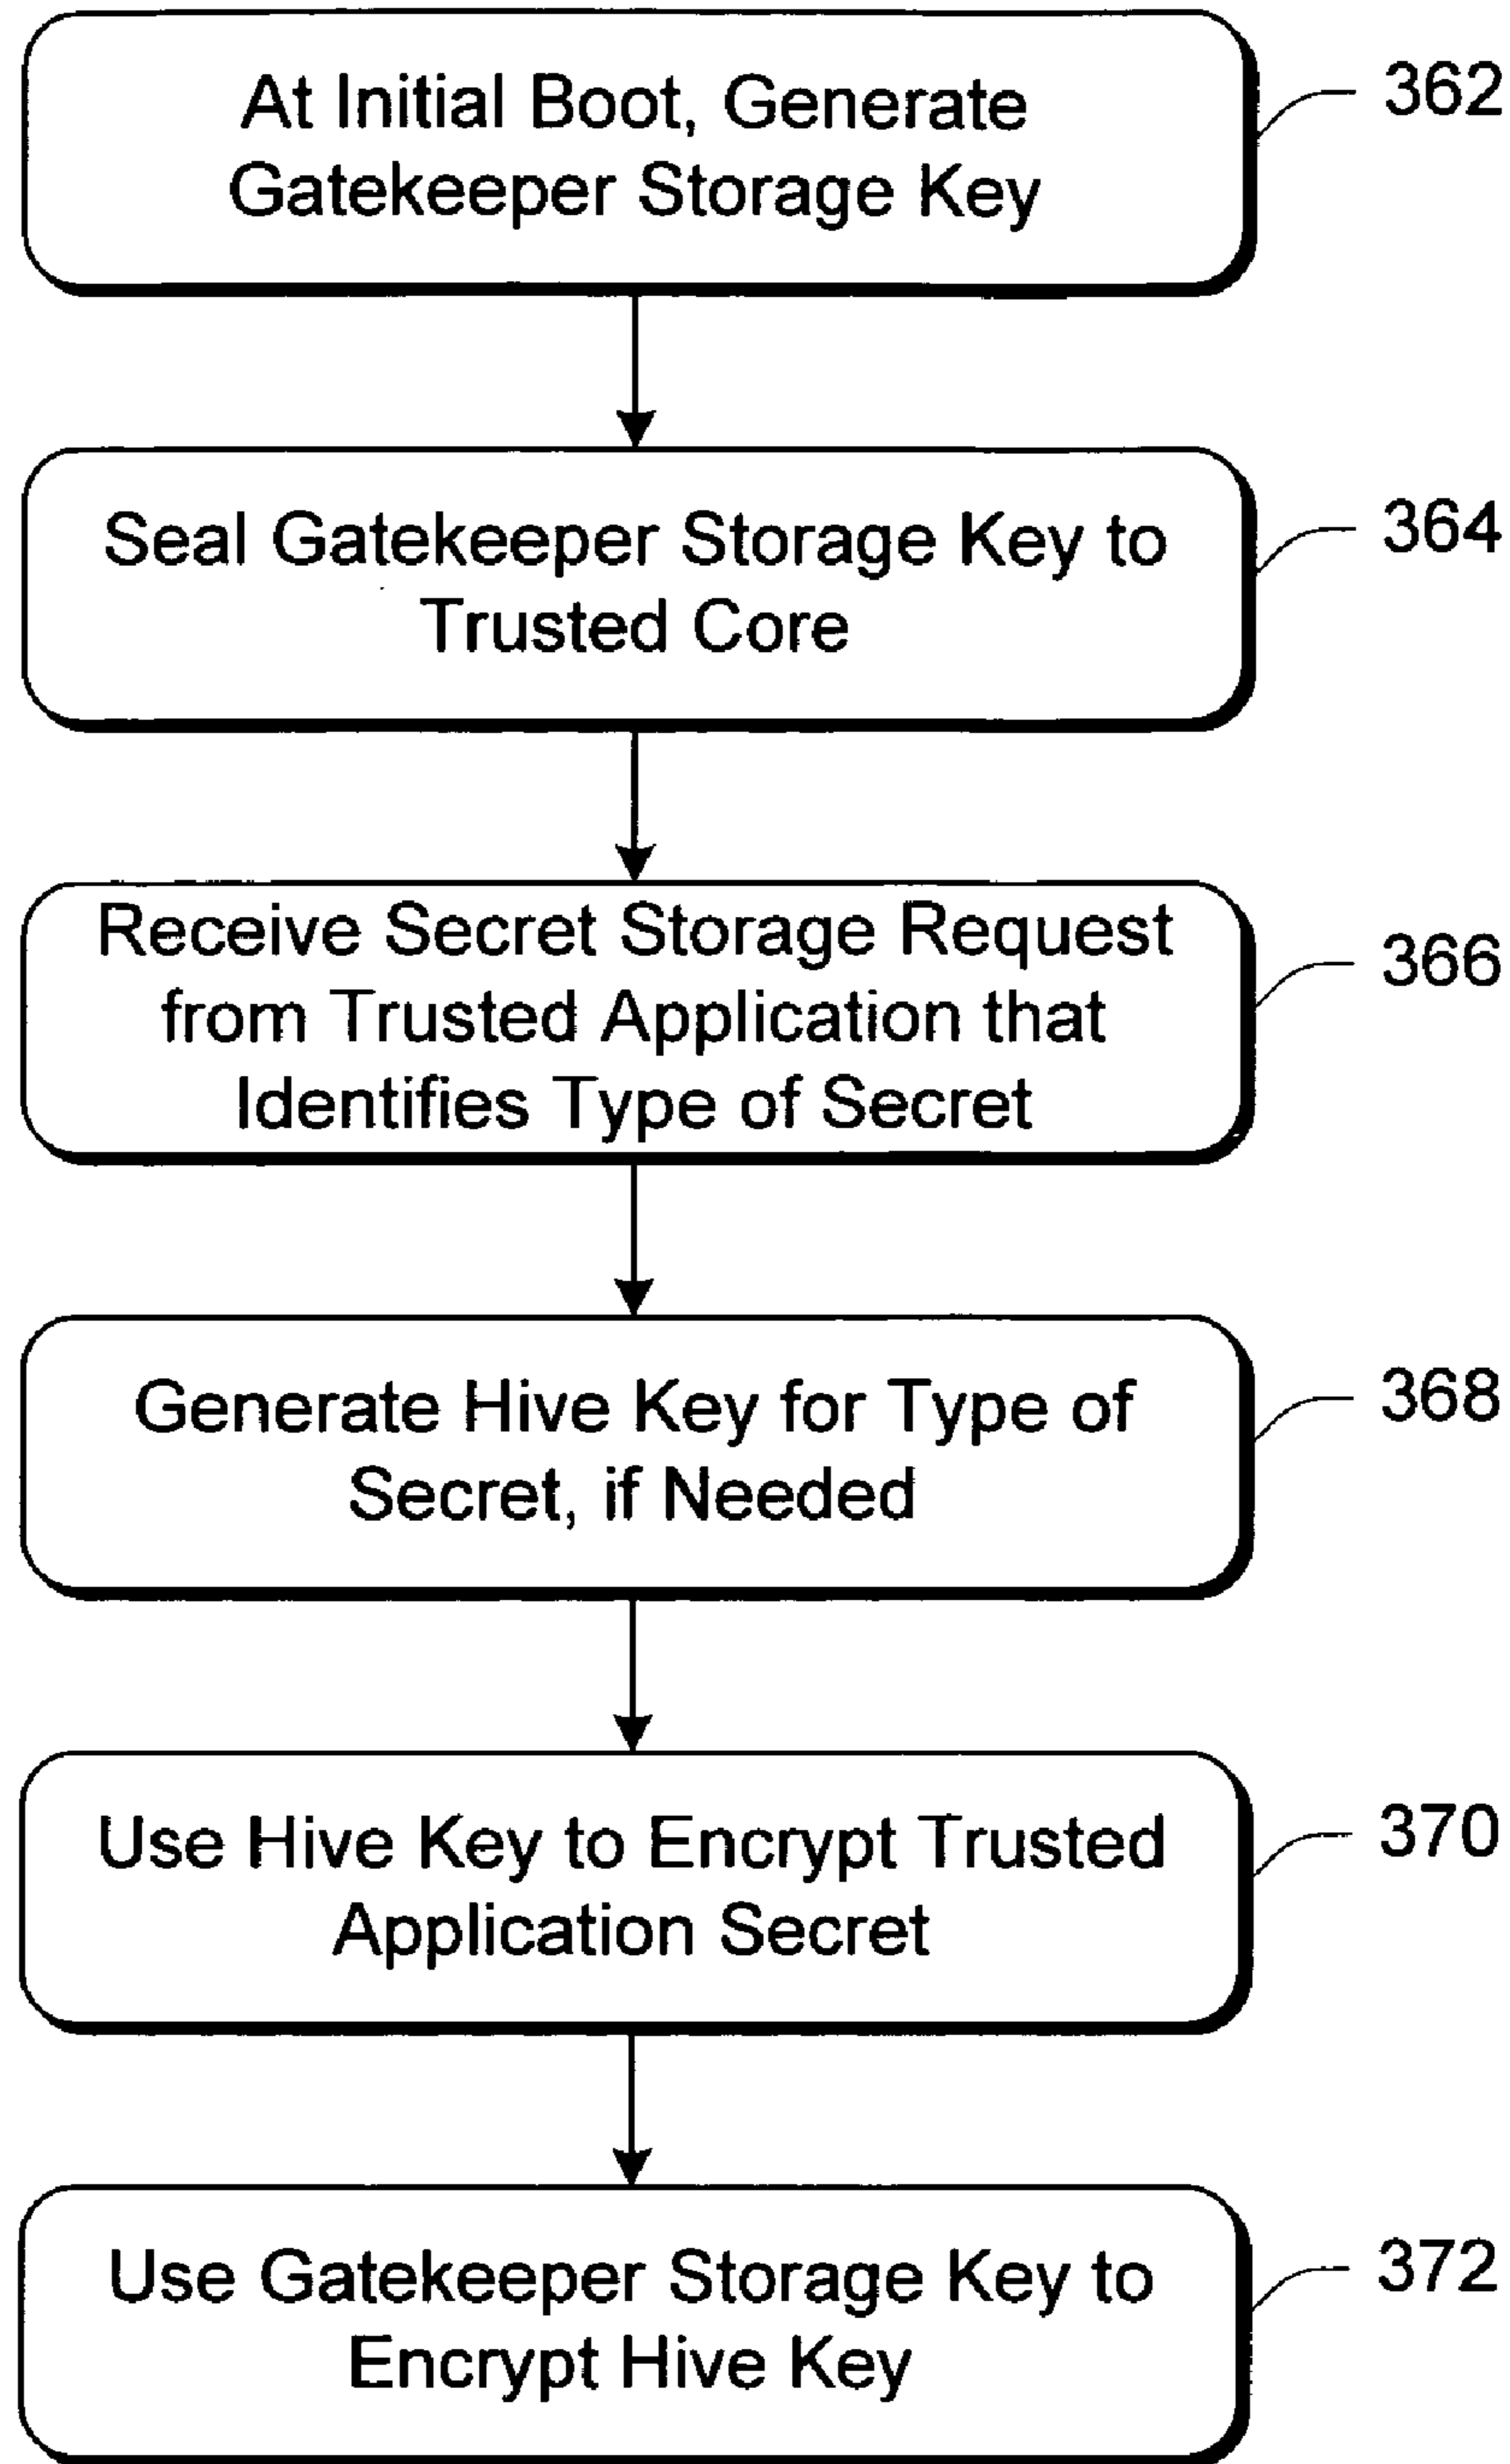 At Initial Boot, Generate
Gatekeeper Storage Key
362
Seal Gatekeeper Storage Key to
Trusted Core
364
Receive Secret Storage Request
from Trusted Application that
Identifies Type of Secret
366
Generate Hive Key for Type of
Secret, if Needed
368
Use Hive Key to Encrypt Trusted
Application Secret
370
Use Gatekeeper Storage Key to
Encrypt Hive Key
372